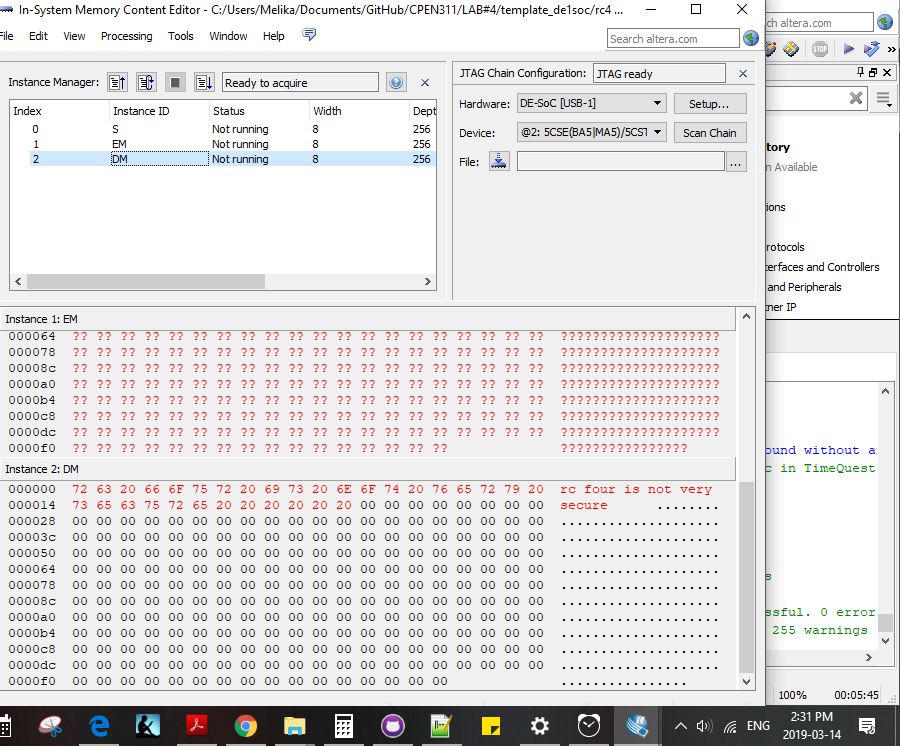 In-System Memory Content Editor - C:/Users/Melika/Documents/GitHub/CPEN311/LAB#4/template_de1soc/rc4 ...
File Edit View Processing Tools Window Help
Search altera.com
ch altera.com
STOP
»
Instance Manager: Ready to acquire
JTAG Chain Configuration: JTAG ready
Index Instance ID Status Width Dept
0 S Not running 8 256
1 EM Not running 8 256
2 DM Not running 8 256
Hardware: DE-SoC [USB-1] Setup...
Device: @2: 5CSE(BA5|MA5)/5CST Scan Chain
File: ...
tory
n Available
ions
rotocols
terfaces and Controllers
and Peripherals
tner IP
Instance 1: EM
000064 ?? ?? ?? ?? ?? ?? ?? ?? ?? ?? ?? ?? ?? ?? ?? ?? ?? ?? ?? ?? ????????????????????
000078 ?? ?? ?? ?? ?? ?? ?? ?? ?? ?? ?? ?? ?? ?? ?? ?? ?? ?? ?? ?? ????????????????????
00008c ?? ?? ?? ?? ?? ?? ?? ?? ?? ?? ?? ?? ?? ?? ?? ?? ?? ?? ?? ?? ????????????????????
0000a0 ?? ?? ?? ?? ?? ?? ?? ?? ?? ?? ?? ?? ?? ?? ?? ?? ?? ?? ?? ?? ????????????????????
0000b4 ?? ?? ?? ?? ?? ?? ?? ?? ?? ?? ?? ?? ?? ?? ?? ?? ?? ?? ?? ?? ????????????????????
0000c8 ?? ?? ?? ?? ?? ?? ?? ?? ?? ?? ?? ?? ?? ?? ?? ?? ?? ?? ?? ?? ????????????????????
0000dc ?? ?? ?? ?? ?? ?? ?? ?? ?? ?? ?? ?? ?? ?? ?? ?? ?? ?? ?? ?? ????????????????????
0000f0 ?? ?? ?? ?? ?? ?? ?? ?? ?? ?? ?? ?? ?? ?? ?? ?? ????????????????
Instance 2: DM
000000 72 63 20 66 6F 75 72 20 69 73 20 6E 6F 74 20 76 65 72 79 20 rc four is not very
000014 73 65 63 75 72 65 20 20 20 20 20 20 00 00 00 00 00 00 00 00 secure ........
000028 00 00 00 00 00 00 00 00 00 00 00 00 00 00 00 00 00 00 00 00 ....................
00003c 00 00 00 00 00 00 00 00 00 00 00 00 00 00 00 00 00 00 00 00 ....................
000050 00 00 00 00 00 00 00 00 00 00 00 00 00 00 00 00 00 00 00 00 ....................
000064 00 00 00 00 00 00 00 00 00 00 00 00 00 00 00 00 00 00 00 00 ....................
000078 00 00 00 00 00 00 00 00 00 00 00 00 00 00 00 00 00 00 00 00 ....................
00008c 00 00 00 00 00 00 00 00 00 00 00 00 00 00 00 00 00 00 00 00 ....................
0000a0 00 00 00 00 00 00 00 00 00 00 00 00 00 00 00 00 00 00 00 00 ....................
0000b4 00 00 00 00 00 00 00 00 00 00 00 00 00 00 00 00 00 00 00 00 ....................
0000c8 00 00 00 00 00 00 00 00 00 00 00 00 00 00 00 00 00 00 00 00 ....................
0000dc 00 00 00 00 00 00 00 00 00 00 00 00 00 00 00 00 00 00 00 00 ....................
0000f0 00 00 00 00 00 00 00 00 00 00 00 00 00 00 00 00 ................
ound without a
c in TimeQuest
s
ssful. 0 error
255 warnings
100% 00:05:45
ENG
2:31 PM
2019-03-14